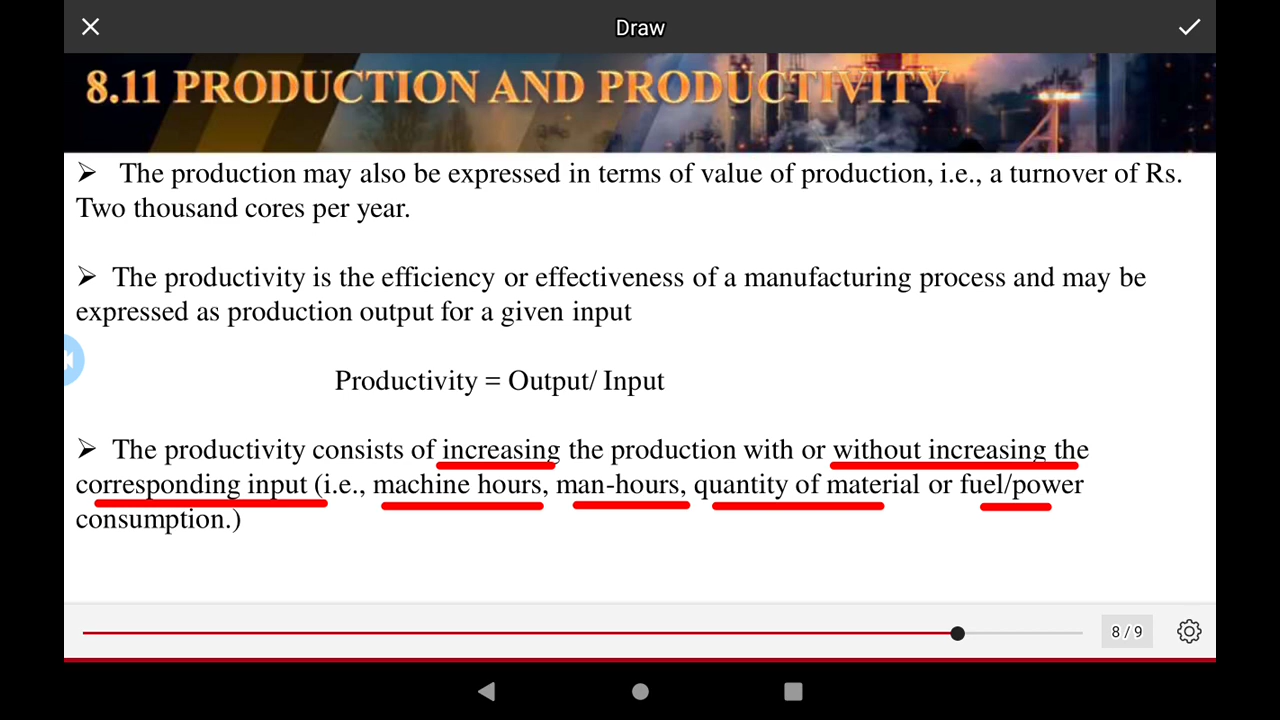 Draw
8.11 PRODUCTION AND PRODUCTIVITY
➢ The production may also be expressed in terms of value of production, i.e., a turnover of Rs.
Two thousand cores per year.
➢ The productivity is the efficiency or effectiveness of a manufacturing process and may be
expressed as production output for a given input
Productivity = Output/ Input
➢ The productivity consists of increasing the production with or without increasing the
corresponding input (i.e., machine hours, man-hours, quantity of material or fuel/power
consumption.)
8 / 9